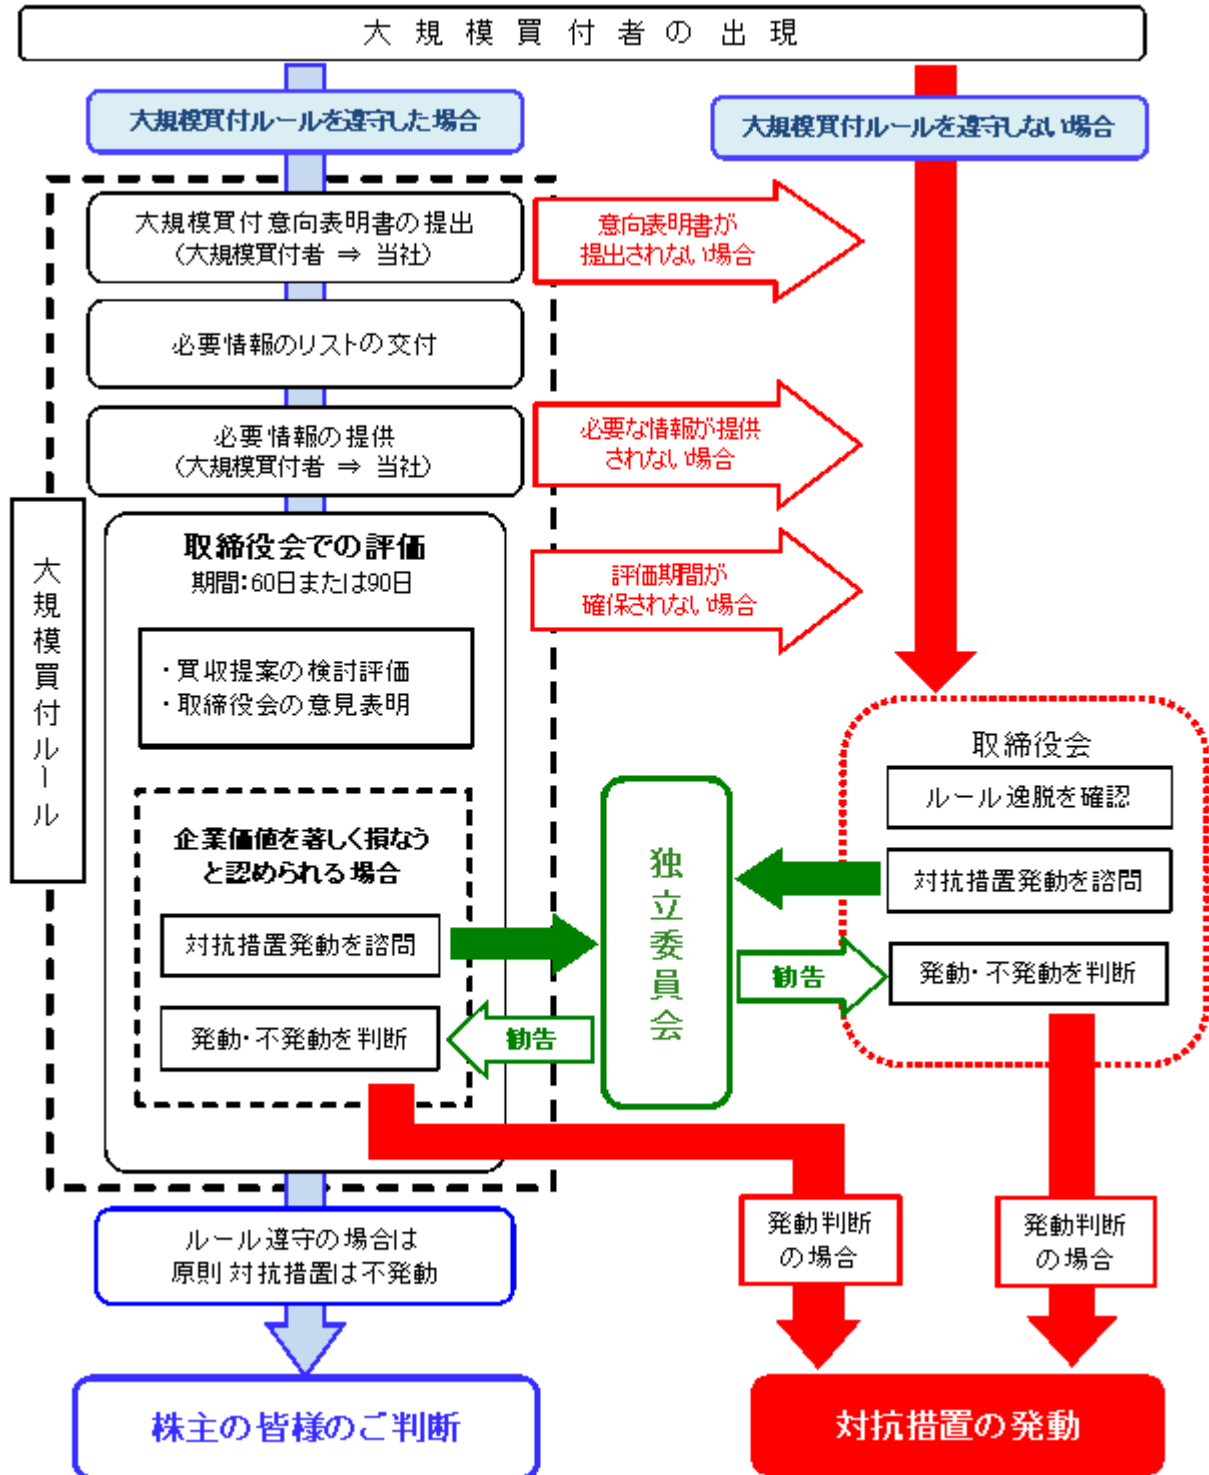 大規模買付者の出現
大規模買付ルールを遵守した場合
大規模買付ルールを遵守しない場合
大規模買付意向表明書の提出
(大規模買付者 ⇒ 当社)
意向表明書が
提出されない場合
必要情報のリストの交付
必要情報の提供
(大規模買付者 ⇒ 当社)
必要な情報が提供
されない場合
大規模買付ルール
取締役会での評価
期間:60日または90日
評価期間が
確保されない場合
・買収提案の検討評価
・取締役会の意見表明
企業価値を著しく損なう
と認められる場合
対抗措置発動を諮問
発動・不発動を判断
勧告
独立委員会
取締役会
ルール逸脱を確認
対抗措置発動を諮問
勧告
発動・不発動を判断
ルール遵守の場合は
原則 対抗措置は不発動
発動判断
の場合
発動判断
の場合
株主の皆様のご判断
対抗措置の発動